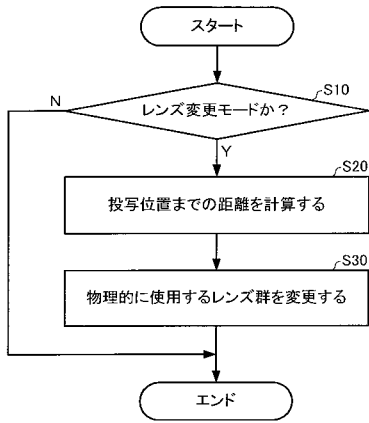 スタート
S10
N
レンズ変更モードか？
Y
S20
投写位置までの距離を計算する
S30
物理的に使用するレンズ群を変更する
エンド